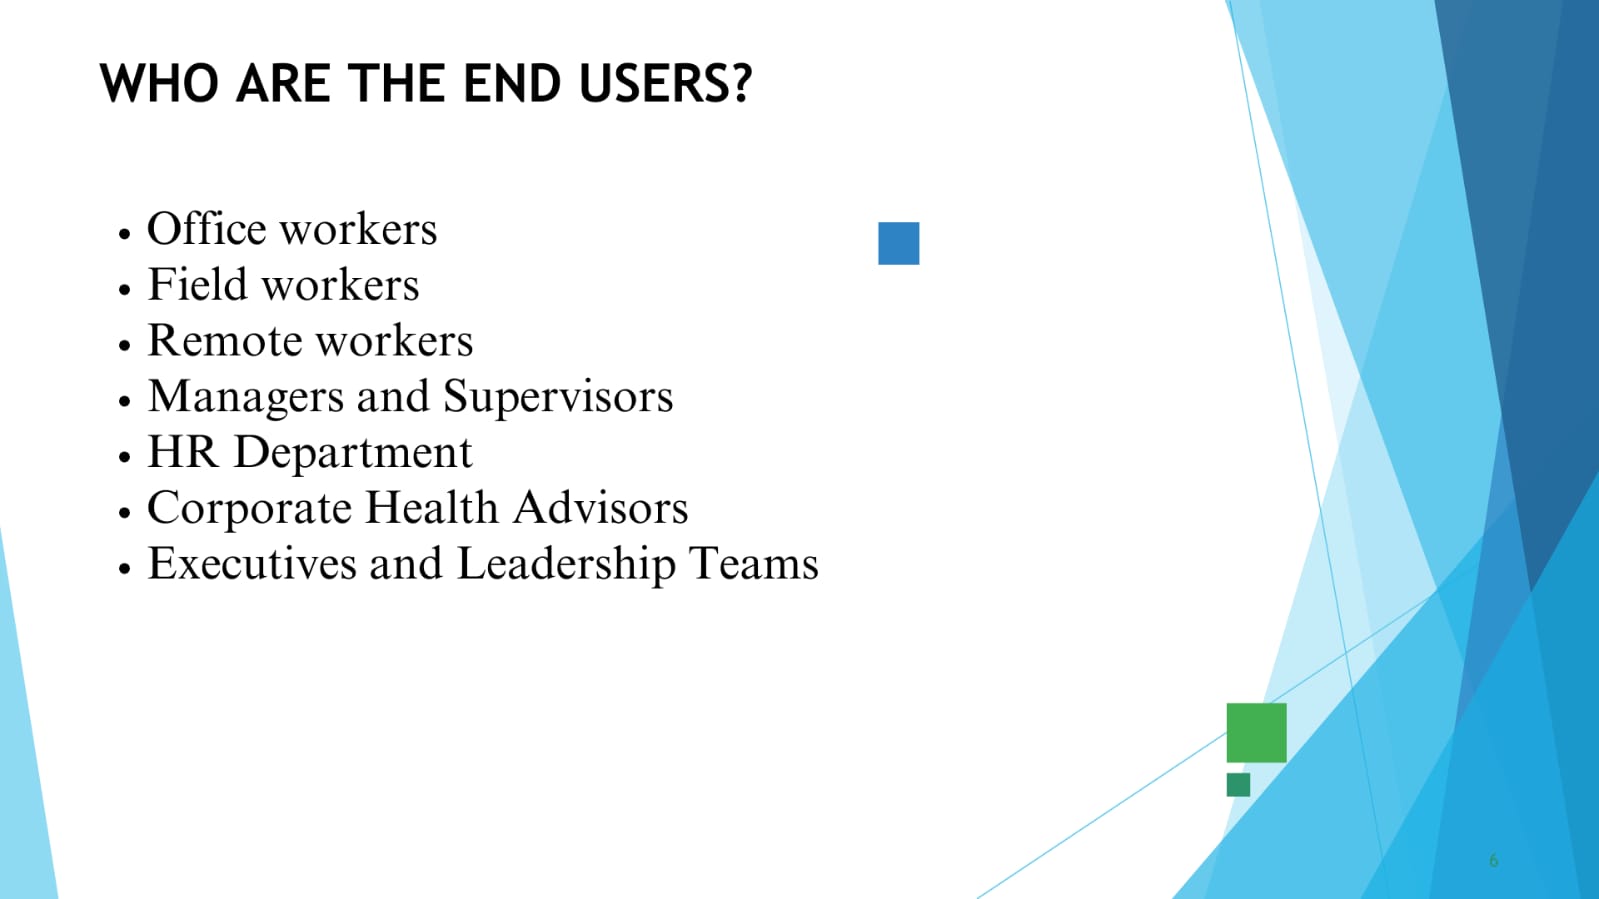 WHO ARE THE END USERS?
• Office workers
• Field workers
• Remote workers
• Managers and Supervisors
• HR Department
• Corporate Health Advisors
• Executives and Leadership Teams
6